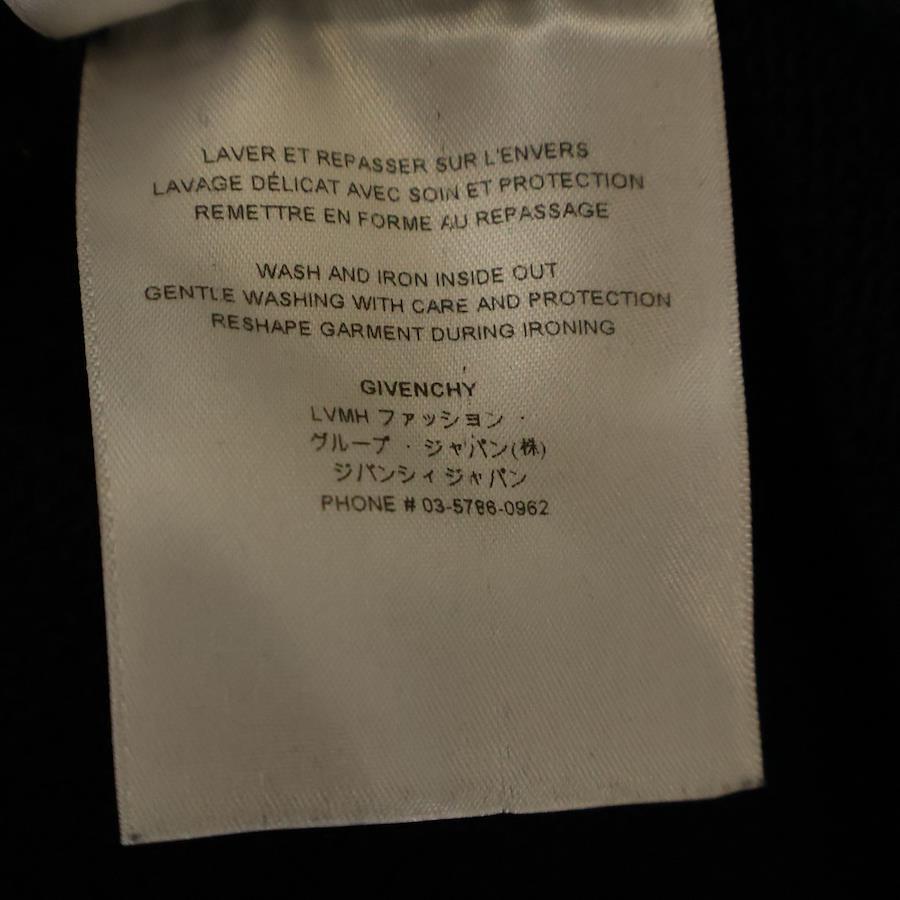 LAVER ET REPASSER SUR L'ENVERS
LAVAGE DÉLICAT AVEC SOIN ET PROTECTION
REMETTRE EN FORME AU REPASSAGE
WASH AND IRON INSIDE OUT
GENTLE WASHING WITH CARE AND PROTECTION
RESHAPE GARMENT DURING IRONING
GIVENCHY
LVMH ファッション ·
グループ · ジャパン(株)
ジバンシィ ジャパン
PHONE # 03-5786-0962